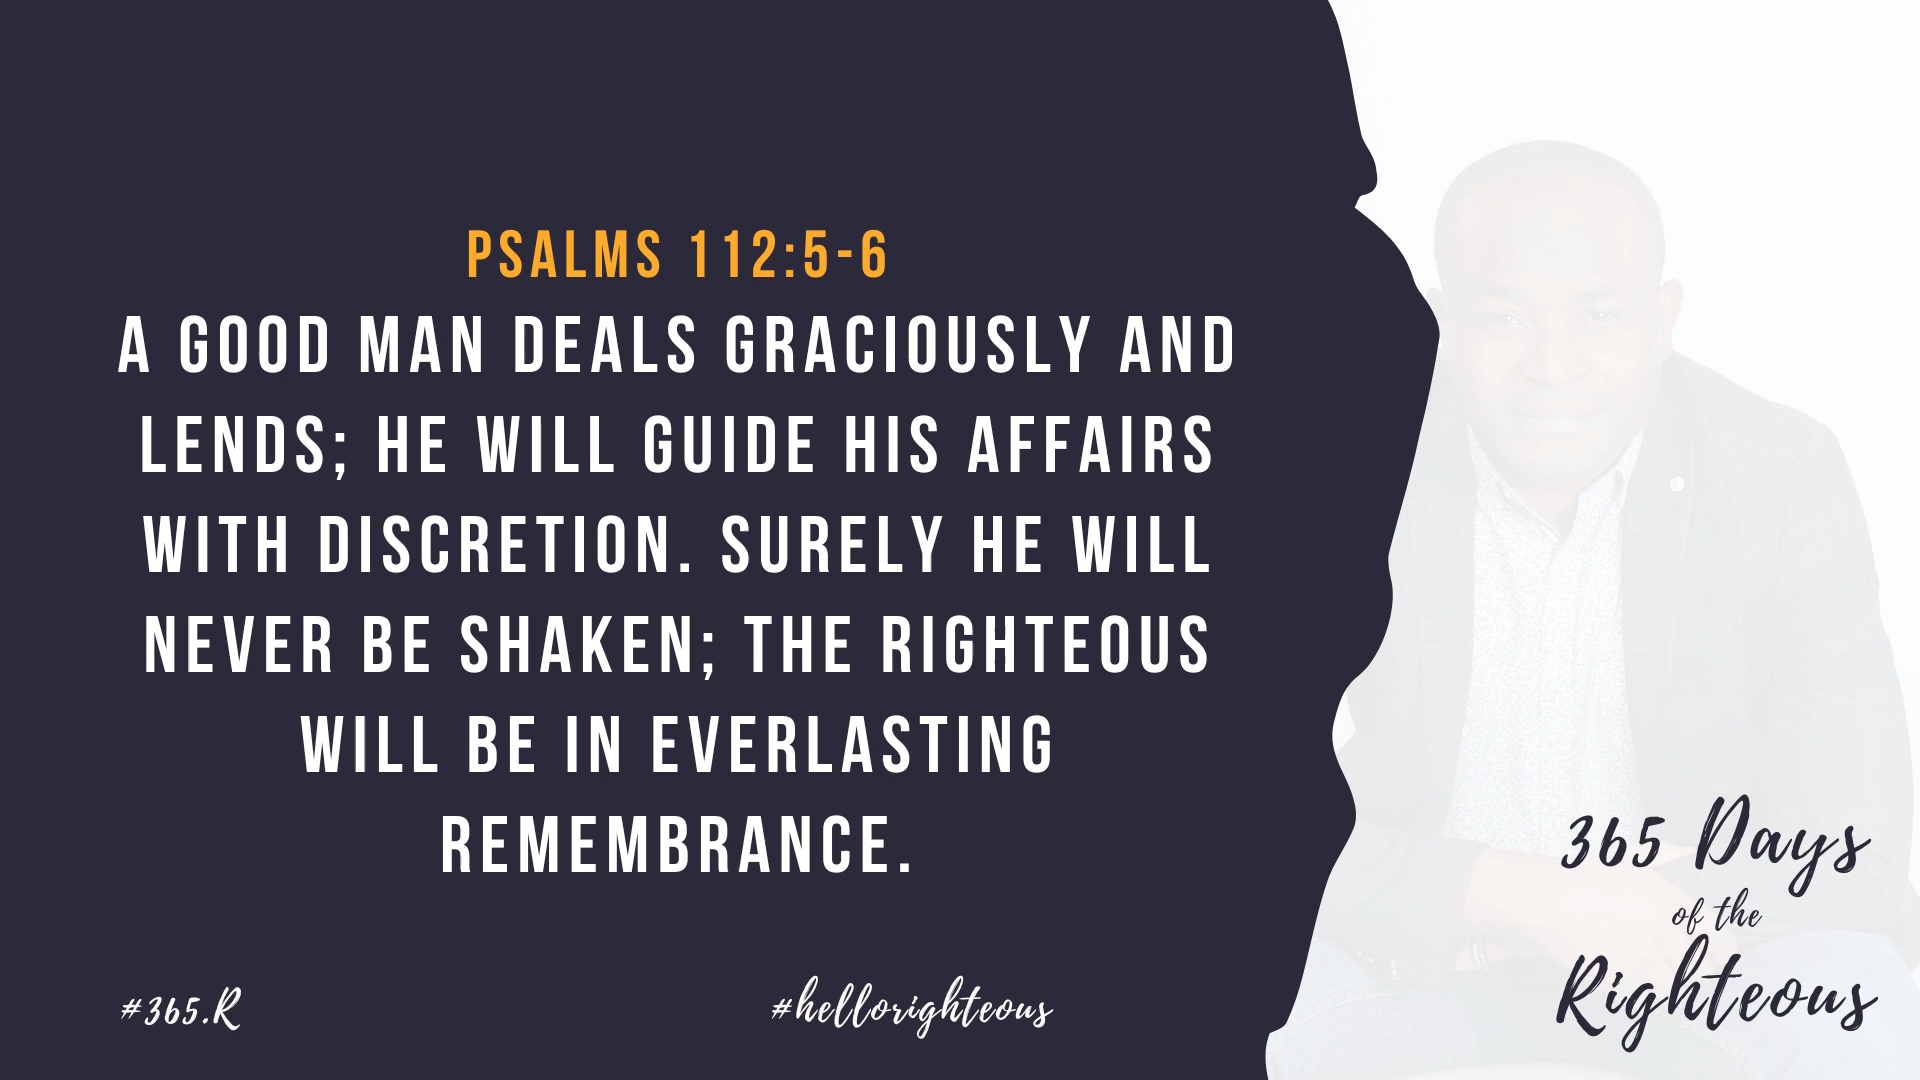 PSALMS 112:5-6
A GOOD MAN DEALS GRACIOUSLY AND
LENDS; HE WILL GUIDE HIS AFFAIRS
WITH DISCRETION. SURELY HE WILL
NEVER BE SHAKEN; THE RIGHTEOUS
WILL BE IN EVERLASTING
REMEMBRANCE.
#365.R
#hellorighteous
365 Days
of the
Righteous